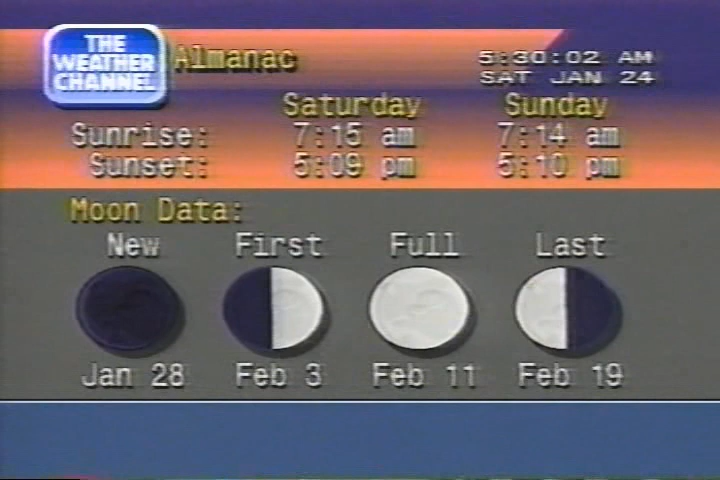 THE
WEATHER
CHANNEL
Almanac
5:30:02 AM
SAT JAN 24
Saturday Sunday
Sunrise: 7:15 am 7:14 am
Sunset: 5:09 pm 5:10 pm
Moon Data:
New First Full Last
Jan 28 Feb 3 Feb 11 Feb 19